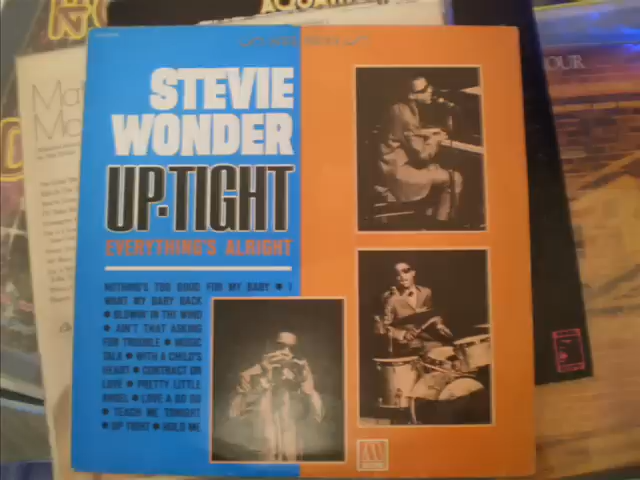 STEVIE
WONDER
UP-TIGHT
EVERYTHING'S ALRIGHT
NOTHING'S TOO GOOD FOR MY BABY • I
WANT MY BABY BACK
• BLOWIN' IN THE WIND
• AIN'T THAT ASKING
FOR TROUBLE • MUSIC
TALK • WITH A CHILD'S
HEART • CONTRACT ON
LOVE • PRETTY LITTLE
ANGEL • LOVE A GO GO
• TEACH ME TONIGHT
• UP TIGHT • HOLD ME
M
OUR